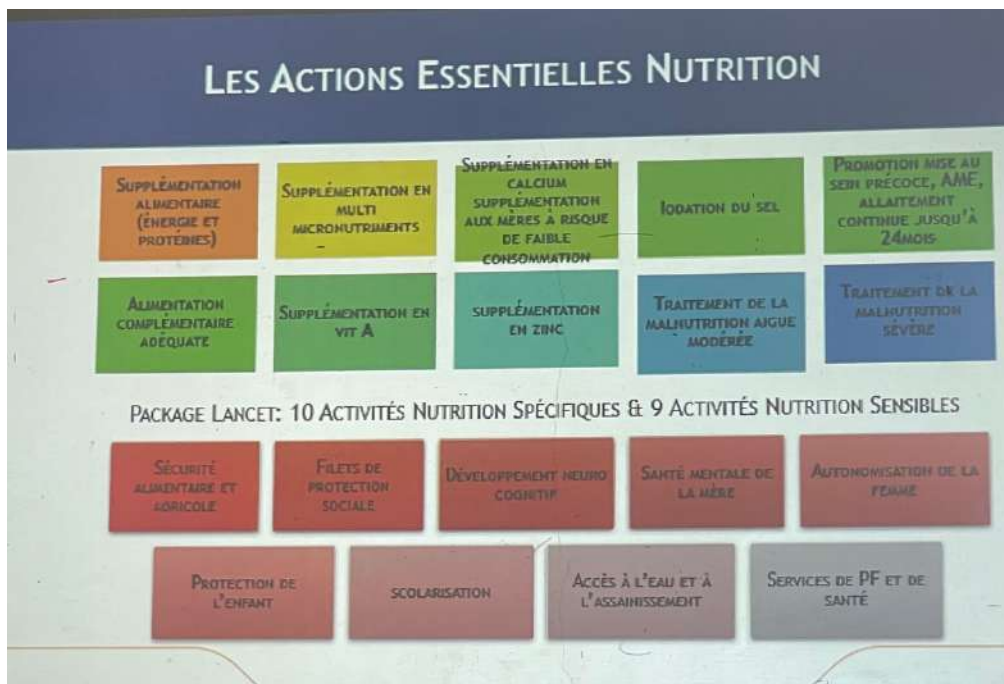 LES ACTIONS ESSENTIELLES NUTRITION
SUPPLÉMENTATION
ALIMENTAIRE
(ÉNERGIE ET
PROTÉINES)
SUPPLÉMENTATION EN
MULTI
MICRONUTRIMENTS
SUPPLÉMENTATION EN
CALCIUM
SUPPLÉMENTATION
AUX MÈRES À RISQUE
DE FAIBLE
CONSOMMATION
IODATION DU SEL
PROMOTION MISE AU
SEIN PRÉCOCE, AME,
ALLAITEMENT
CONTINUE JUSQU'À
24MOIS
ALIMENTATION
COMPLÉMENTAIRE
ADÉQUATE
SUPPLÉMENTATION EN
VIT A
SUPPLÉMENTATION
EN ZINC
TRAITEMENT DE LA
MALNUTRITION AIGUE
MODÉRÉE
TRAITEMENT DE LA
MALNUTRITION
SÉVÈRE
PACKAGE LANCET: 10 ACTIVITÉS NUTRITION SPÉCIFIQUES & 9 ACTIVITÉS NUTRITION SENSIBLES
SÉCURITÉ
ALIMENTAIRE ET
AGRICOLE
FILETS DE
PROTECTION
SOCIALE
DÉVELOPPEMENT NEURO
COGNITIF
SANTÉ MENTALE DE
LA MÈRE
AUTONOMISATION DE LA
FEMME
PROTECTION DE
L'ENFANT
SCOLARISATION
ACCÈS À L'EAU ET À
L'ASSAINISSEMENT
SERVICES DE PF ET DE
SANTÉ